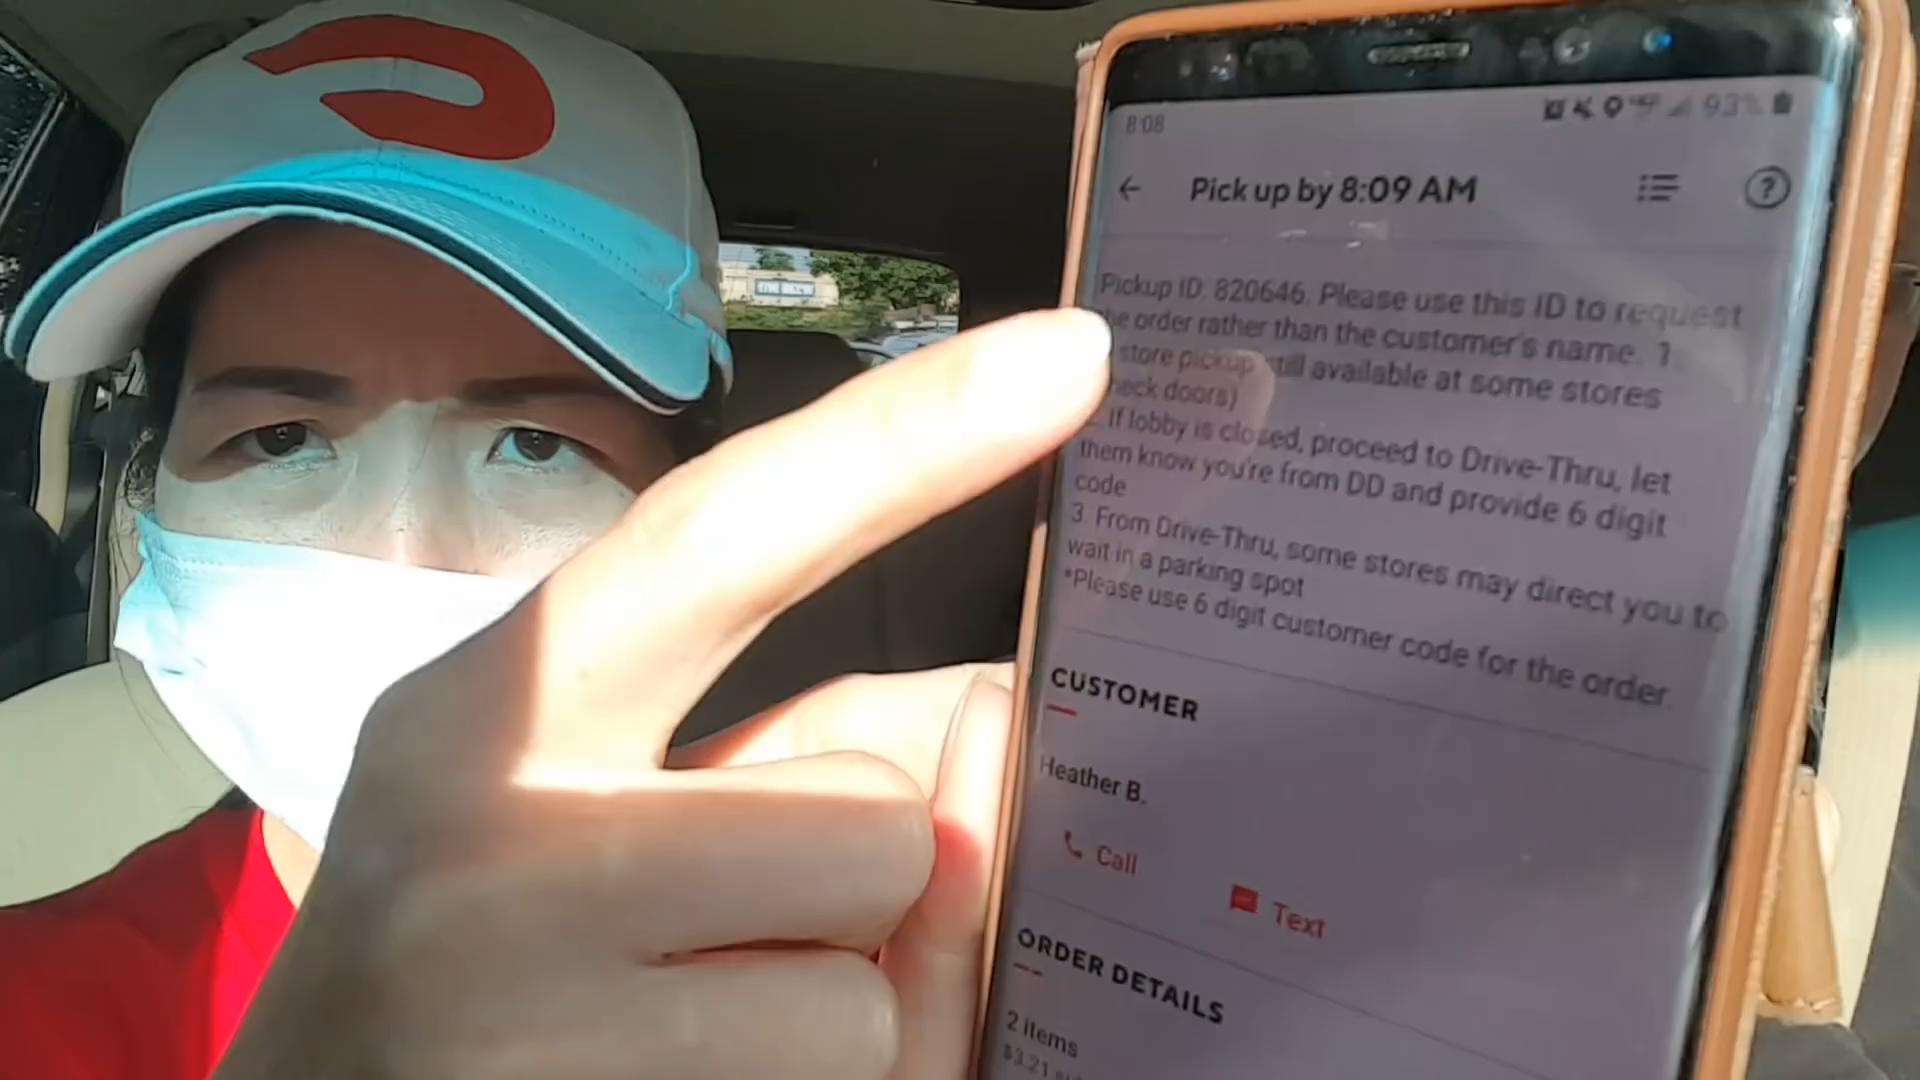 8:08
93%
Pick up by 8:09 AM
Pickup ID: 820646. Please use this ID to request
order rather than the customer's name. 1.
store pickup still available at some stores
doors)
If lobby is closed, proceed to Drive-Thru, let
them know you're from DD and provide 6 digit
code
3. From Drive-Thru, some stores may direct you to
wait in a parking spot
*Please use 6 digit customer code for the order.
CUSTOMER
Heather B.
Call
Text
ORDER DETAILS
2 items
$3.21